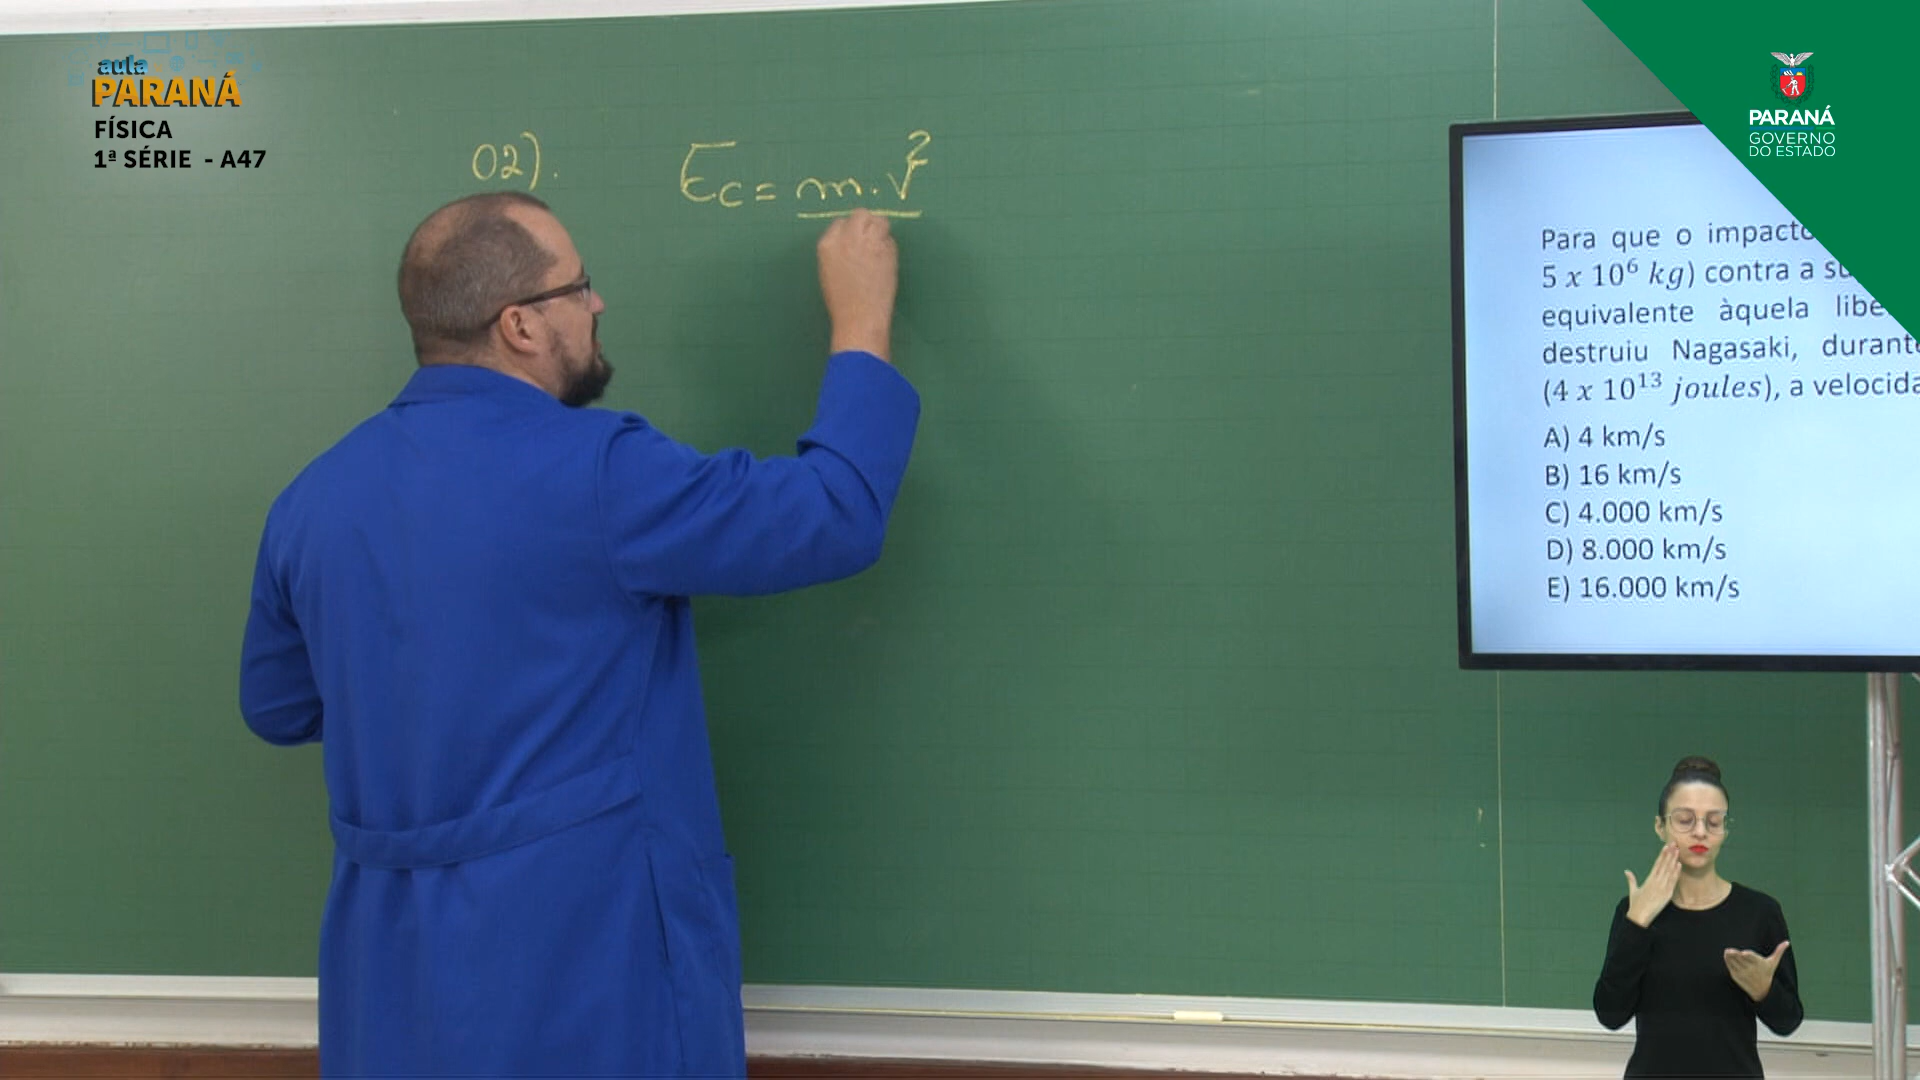 aula
PARANÁ
FÍSICA
1ª SÉRIE - A47
02).
Ec = m.v²
PARANÁ
GOVERNO
DO ESTADO
Para que o impacto
5 x 10⁶ kg) contra a su
equivalente àquela libe
destruiu Nagasaki, durante
(4 x 10¹³ joules), a velocida
A) 4 km/s
B) 16 km/s
C) 4.000 km/s
D) 8.000 km/s
E) 16.000 km/s